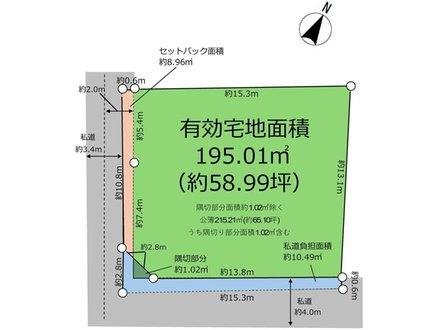 セットバック面積
約8.96㎡
約0.6m
約15.3m
約2.0m
約5.4m
私道
約3.4m
約10.8m
有効宅地面積
195.01㎡
(約58.99坪)
隅切部分面積約1.02㎡除く
公簿215.21㎡(約65.10坪)
うち隅切り部分面積1.02㎡含む
約13.1m
約7.4m
約2.8m
隅切部分
約1.02㎡
私道負担面積
約10.49㎡
約2.8m
約13.8m
約0.6m
約15.3m
私道
約4.0m